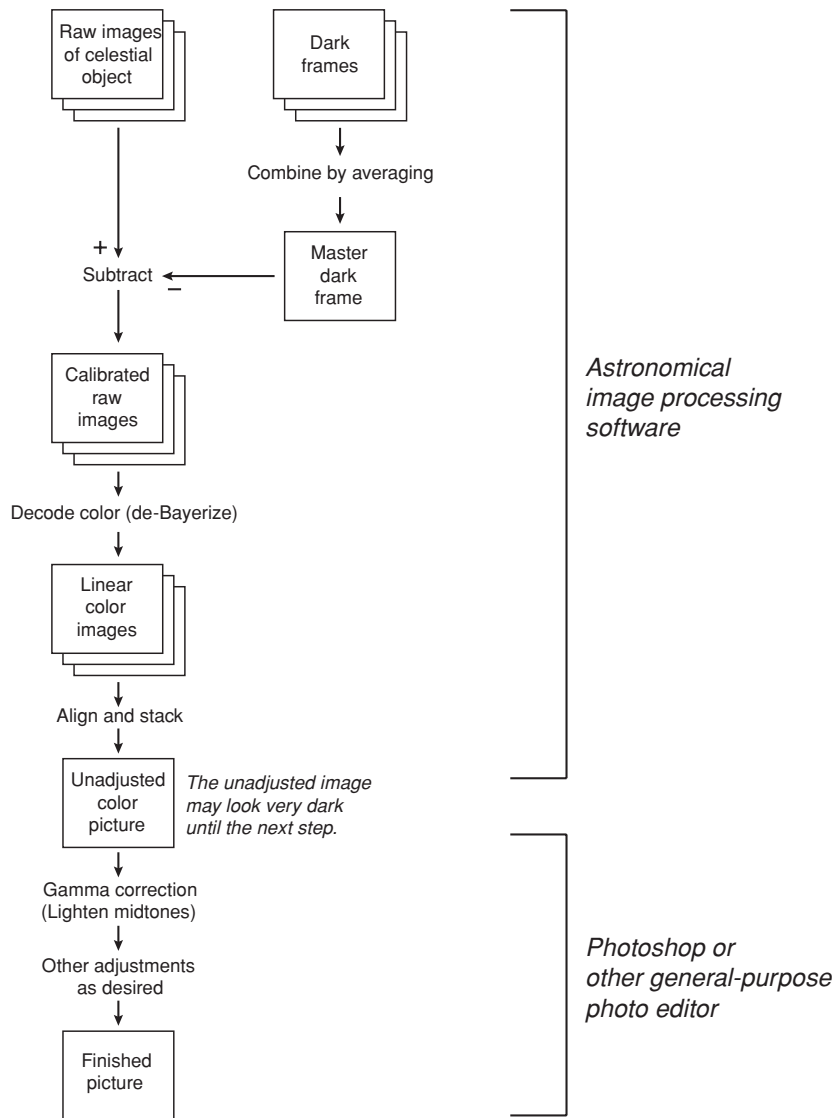 Raw images
of celestial
object
Dark
frames
Combine by averaging
+
Subtract
−
Master
dark
frame
Calibrated
raw
images
Decode color (de-Bayerize)
Linear
color
images
Align and stack
Unadjusted
color
picture
The unadjusted image
may look very dark
until the next step.
Gamma correction
(Lighten midtones)
Other adjustments
as desired
Finished
picture
Astronomical
image processing
software
Photoshop or
other general-purpose
photo editor